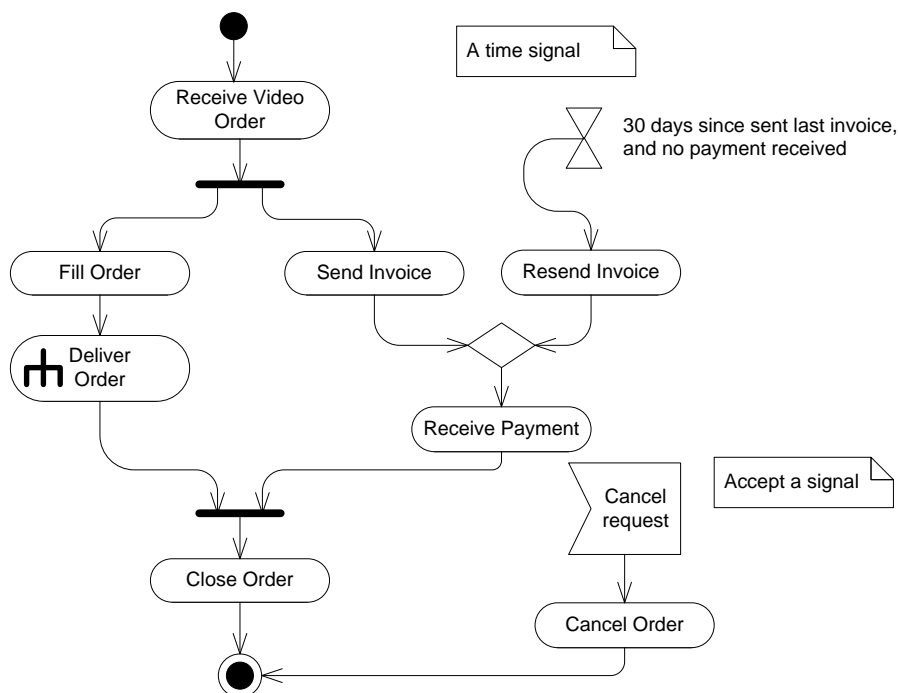 A time signal
Receive Video
Order
30 days since sent last invoice,
and no payment received
Fill Order
Send Invoice
Resend Invoice
Deliver
Order
Receive Payment
Cancel
request
Accept a signal
Close Order
Cancel Order